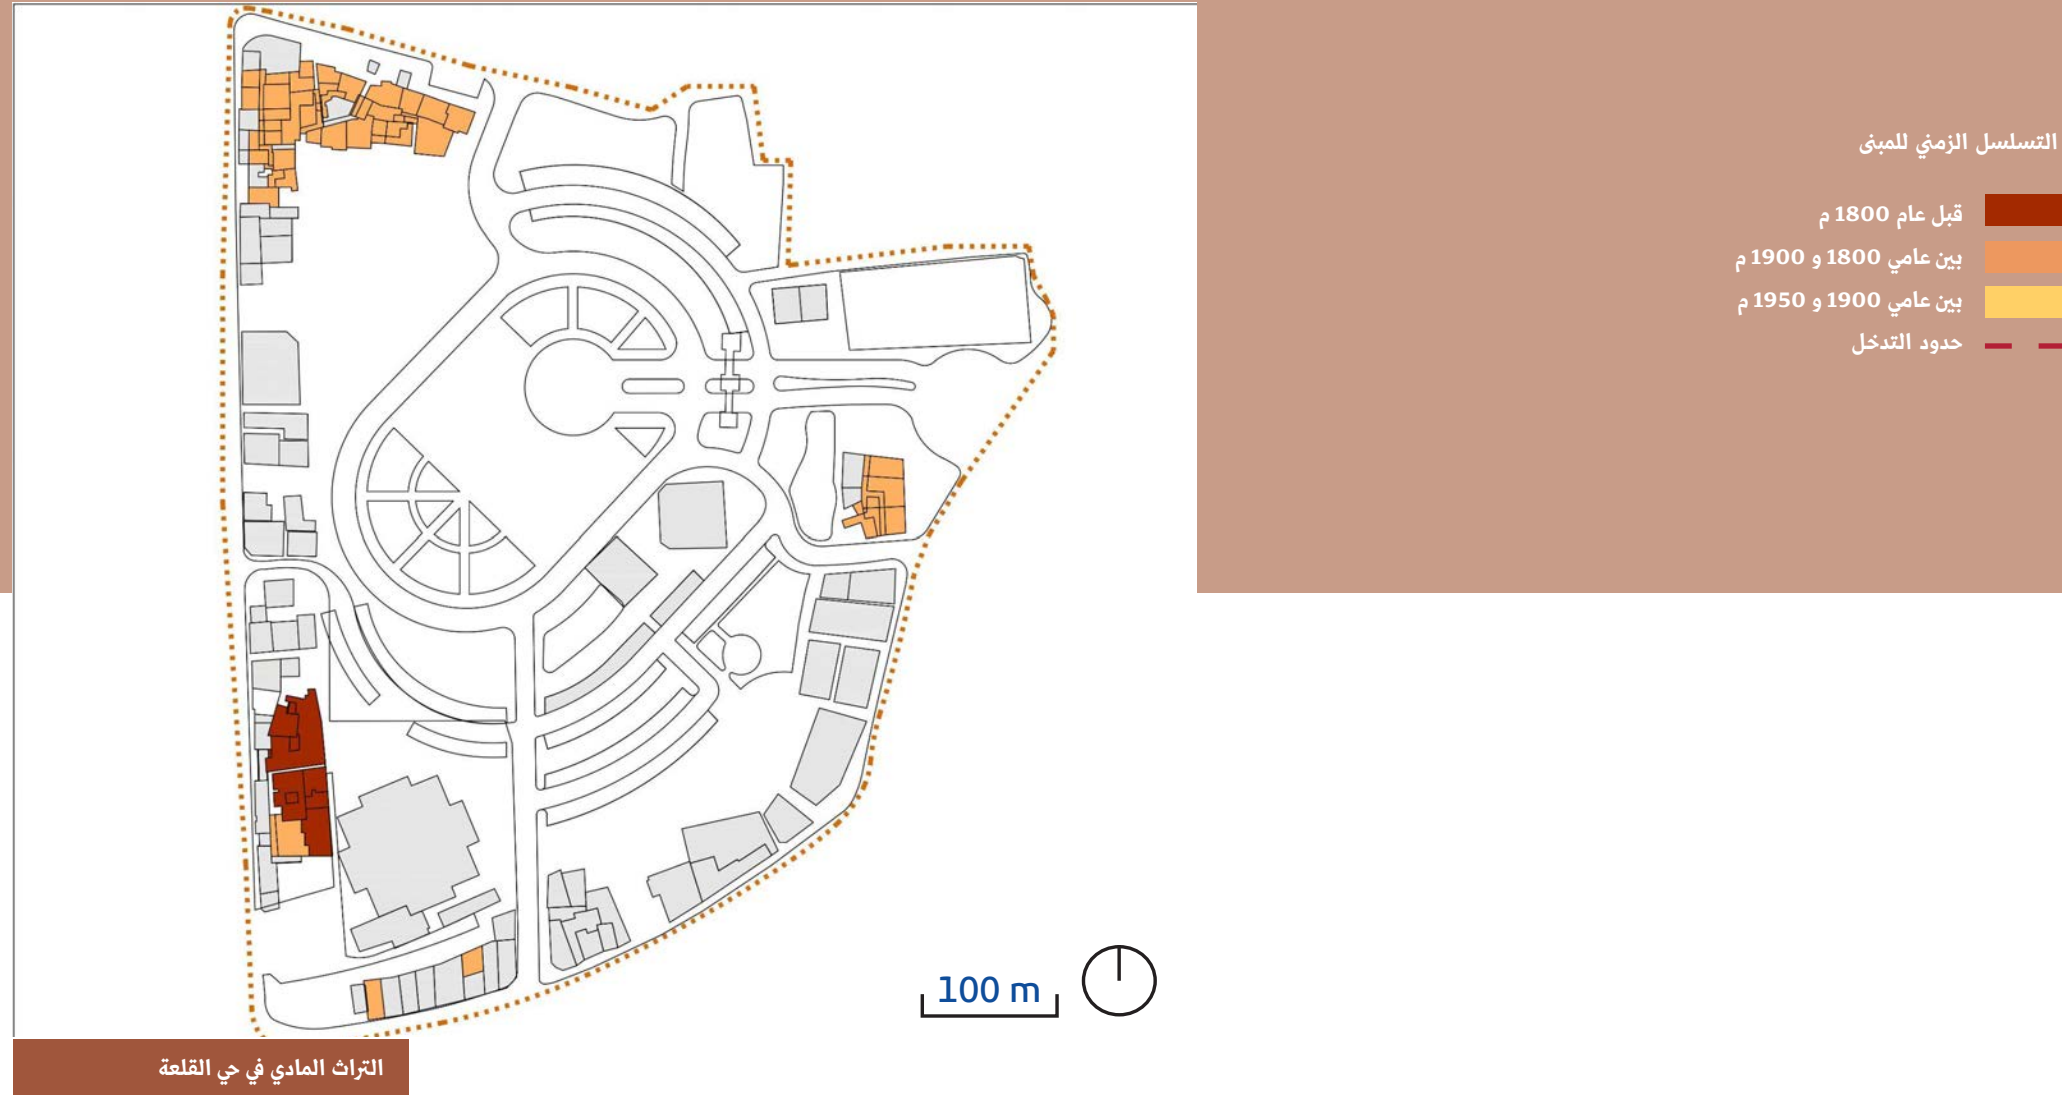 التسلسل الزمني للمبنى
قبل عام 1800 م
بين عامي 1800 و 1900 م
بين عامي 1900 و 1950 م
حدود التدخل
100 m
التراث المادي في حي القلعة